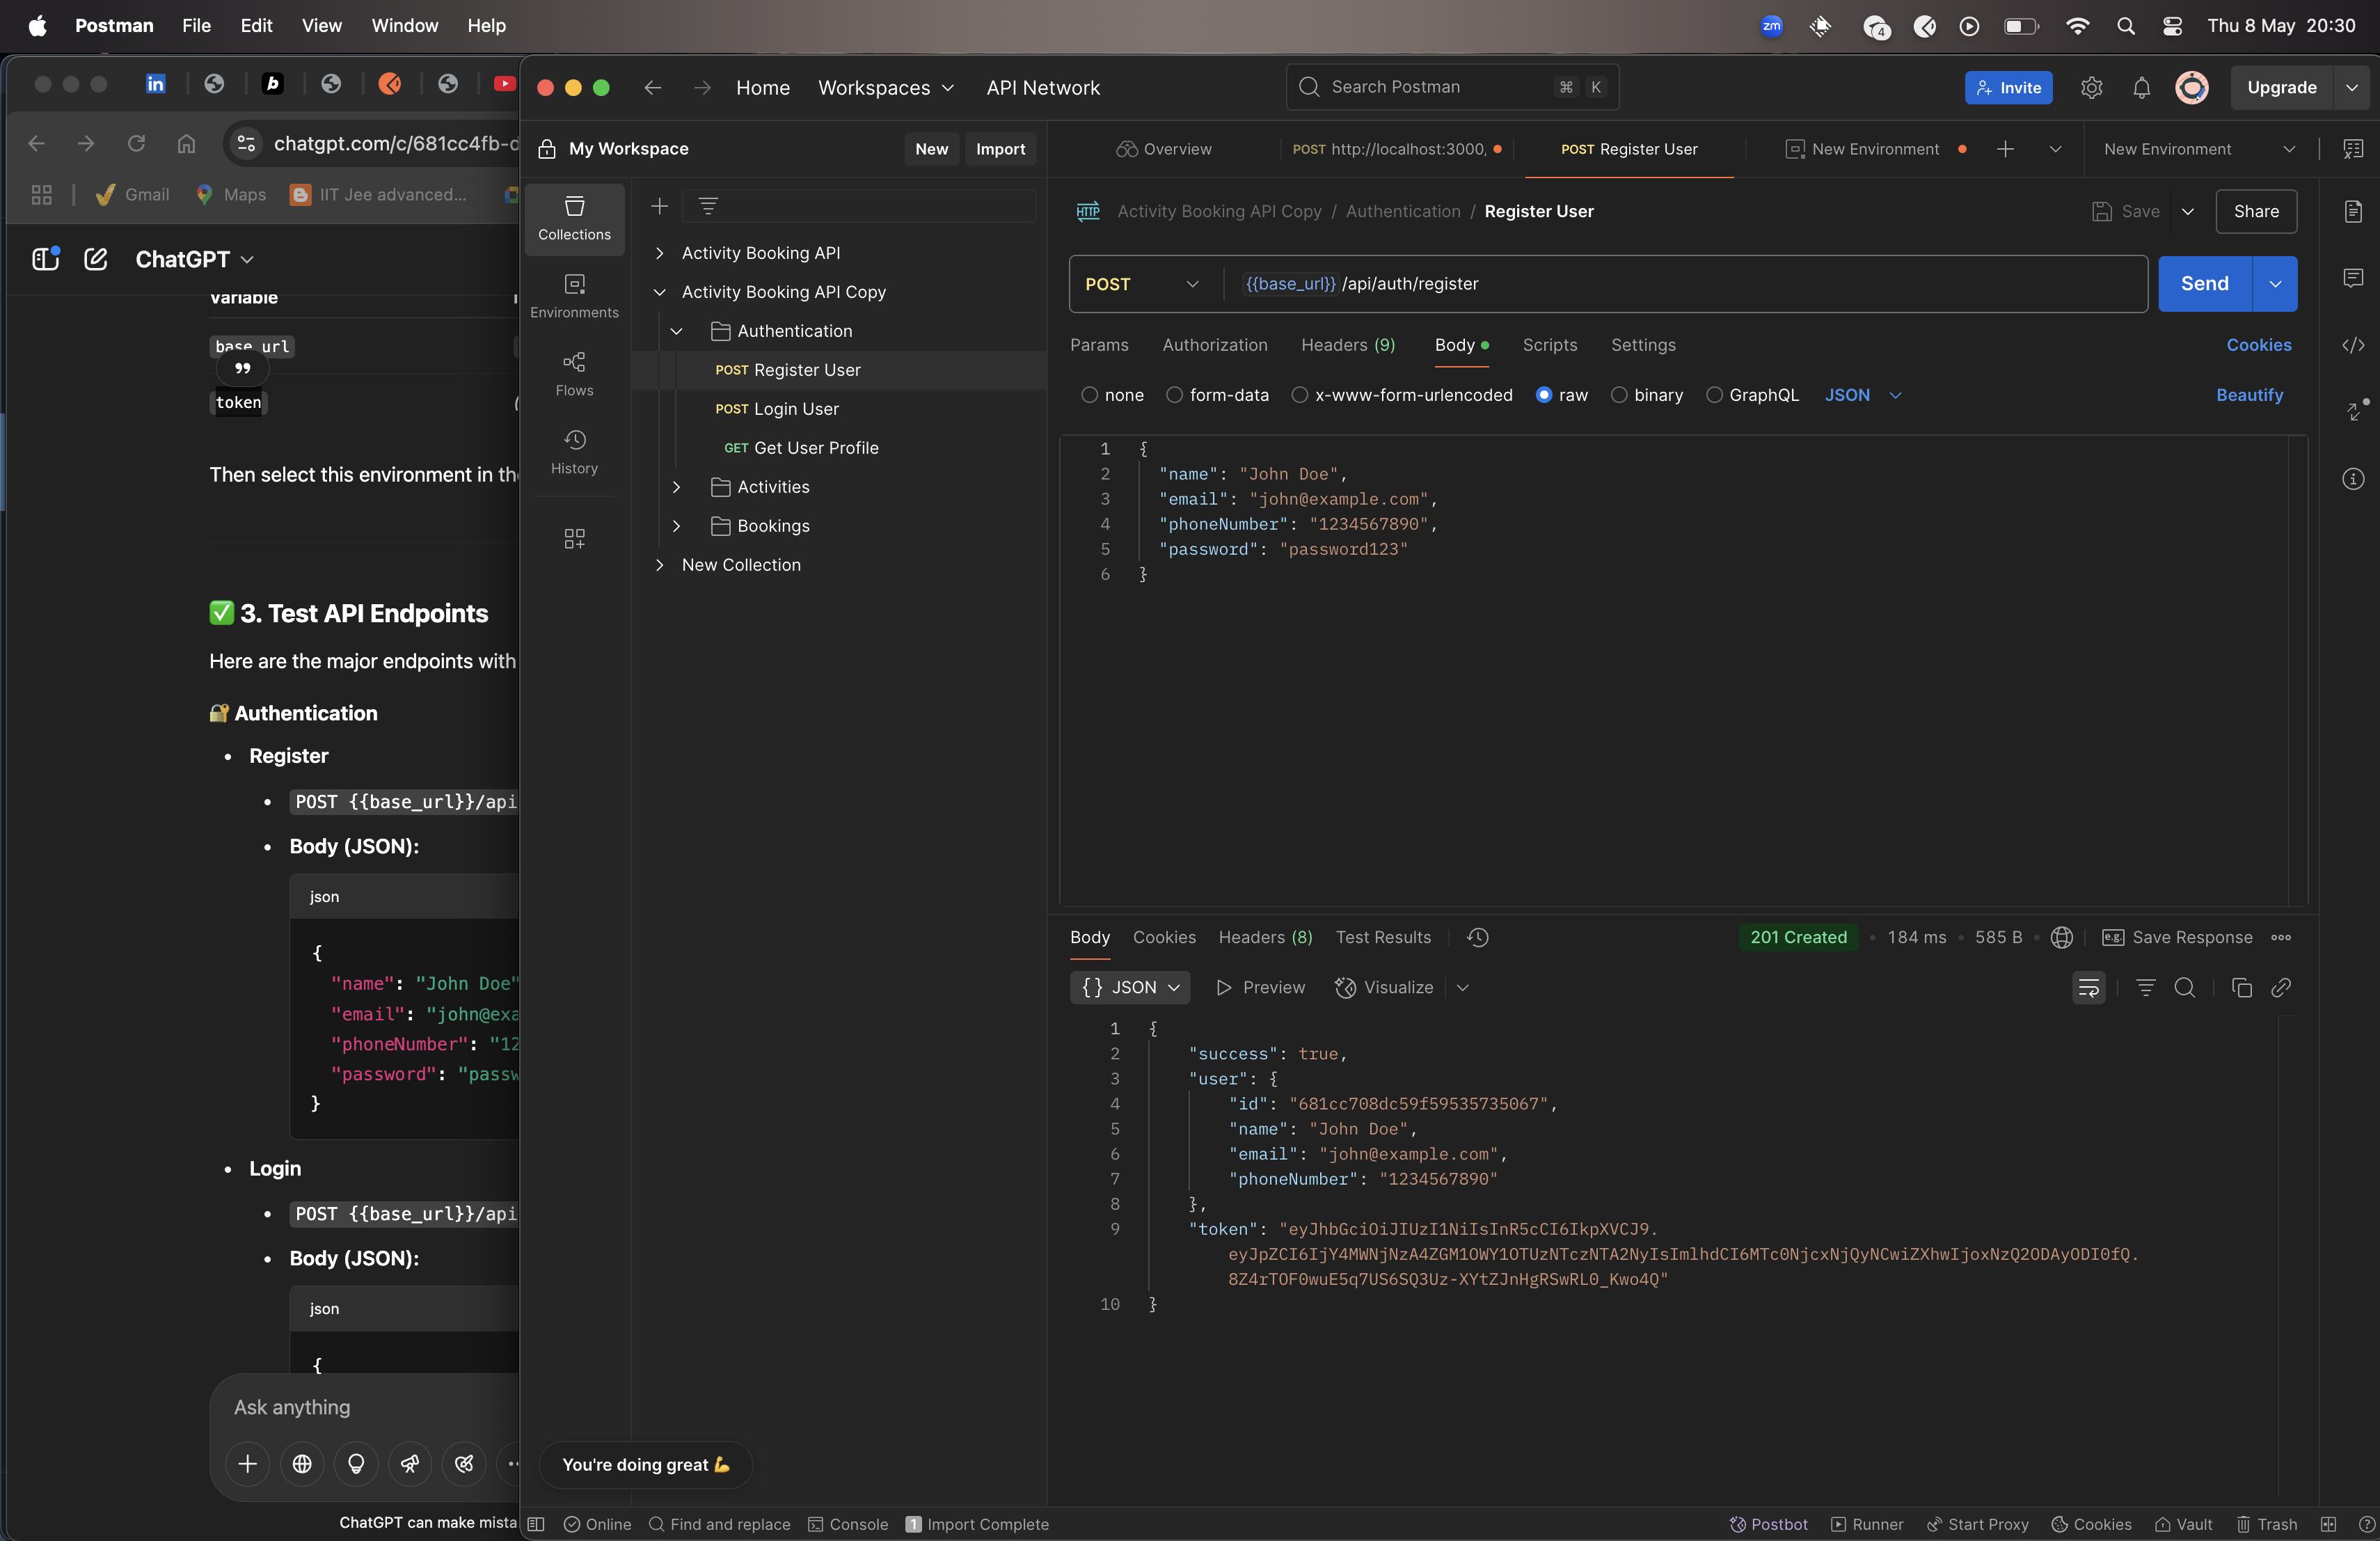 Postman File Edit View Window Help
zm 4 Thu 8 May 20:30
in b
chatgpt.com/c/681cc4fb-d
Gmail Maps IIT Jee advanced...
ChatGPT
Variable
base_url
token
Then select this environment in the
✅ 3. Test API Endpoints
Here are the major endpoints with
🔐 Authentication
• Register
• POST {{base_url}}/api
• Body (JSON):
json
{
"name": "John Doe"
"email": "john@exa
"phoneNumber": "12
"password": "passw
}
• Login
• POST {{base_url}}/api
• Body (JSON):
json
{
Ask anything
ChatGPT can make mista
Home Workspaces API Network
Search Postman ⌘ K
Invite Upgrade
My Workspace New Import
Collections
Environments
Flows
History
Activity Booking API
Activity Booking API Copy
Authentication
POST Register User
POST Login User
GET Get User Profile
Activities
Bookings
New Collection
You're doing great 💪
Overview POST http://localhost:3000, POST Register User New Environment New Environment
HTTP Activity Booking API Copy / Authentication / Register User Save Share
POST {{base_url}}/api/auth/register Send
Params Authorization Headers (9) Body Scripts Settings Cookies
none form-data x-www-form-urlencoded raw binary GraphQL JSON Beautify
1 {
2 "name": "John Doe",
3 "email": "john@example.com",
4 "phoneNumber": "1234567890",
5 "password": "password123"
6 }
Body Cookies Headers (8) Test Results 201 Created • 184 ms • 585 B • e.g. Save Response
{} JSON Preview Visualize
1 {
2 "success": true,
3 "user": {
4 "id": "681cc708dc59f59535735067",
5 "name": "John Doe",
6 "email": "john@example.com",
7 "phoneNumber": "1234567890"
8 },
9 "token": "eyJhbGciOiJIUzI1NiIsInR5cCI6IkpXVCJ9.
eyJpZCI6IjY4MWNjNzA4ZGM1OWY1OTUzNTczNTA2NyIsImlhdCI6MTc0NjcxNjQyNCwiZXhwIjoxNzQ2ODAyODI0fQ.
8Z4rTOF0wuE5q7US6SQ3Uz-XYtZJnHgRSwRL0_Kwo4Q"
10 }
Online Find and replace Console 1 Import Complete
Postbot Runner Start Proxy Cookies Vault Trash